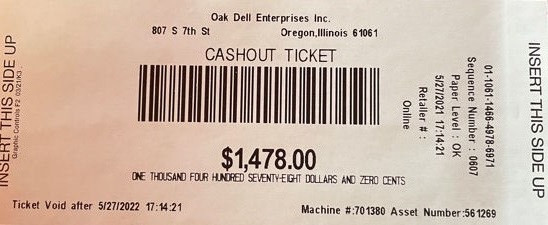 Oak Dell Enterprises Inc.
807 S 7th St Oregon,Illinois 61061
CASHOUT TICKET
$1,478.00
ONE THOUSAND FOUR HUNDRED SEVENTY-EIGHT DOLLARS AND ZERO CENTS
Ticket Void after 5/27/2022 17:14:21
Machine #:701380 Asset Number:561269
INSERT THIS SIDE UP
Graphic Controls F2 03/21/K3
01-1061-1466-4978-6971
Sequence Number : 0607
Paper Level : OK
5/27/2021 17:14:21
Retailer # :
Online
INSERT THIS SIDE UP